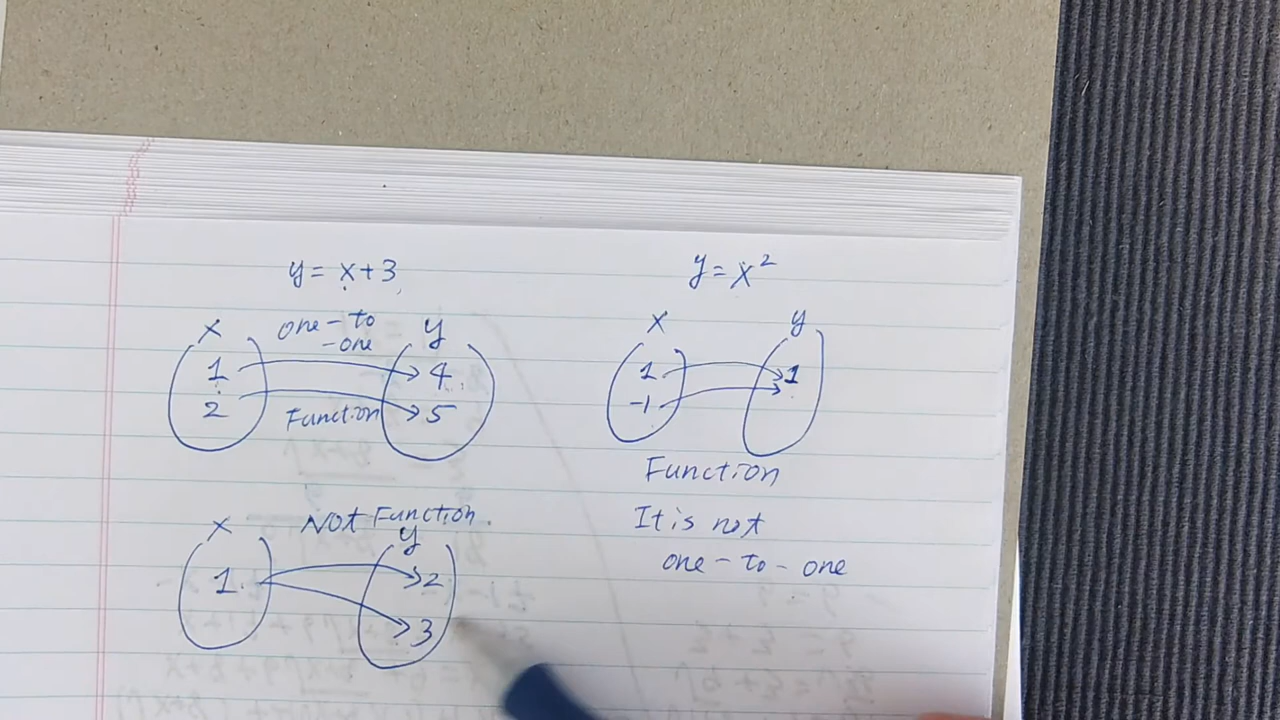 y = x+3
x one-to y
-one
1 4
2 Function 5
x Not Function.
y
1. 2
3
y = x²
x y
1 1
-1
Function
It is not
one-to-one